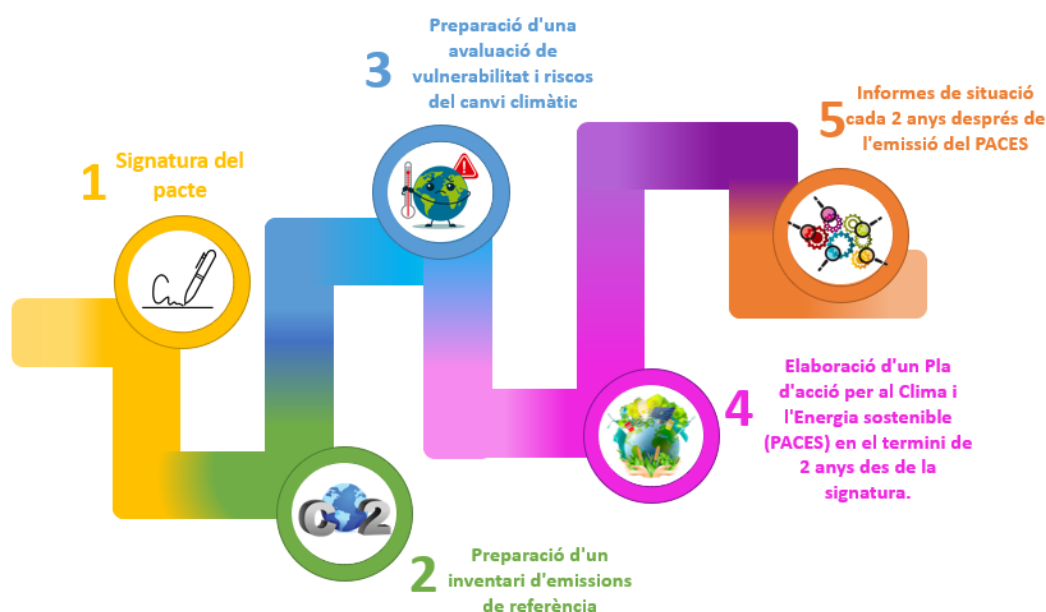 1
Signatura del
pacte
2
Preparació d'un
inventari d'emissions
de referència
3
Preparació d'una
avaluació de
vulnerabilitat i riscos
del canvi climàtic
4
Elaboració d'un Pla
d'acció per al Clima i
l'Energia sostenible
(PACES) en el termini de
2 anys des de la
signatura.
5
Informes de situació
cada 2 anys després de
l'emissió del PACES
C 2